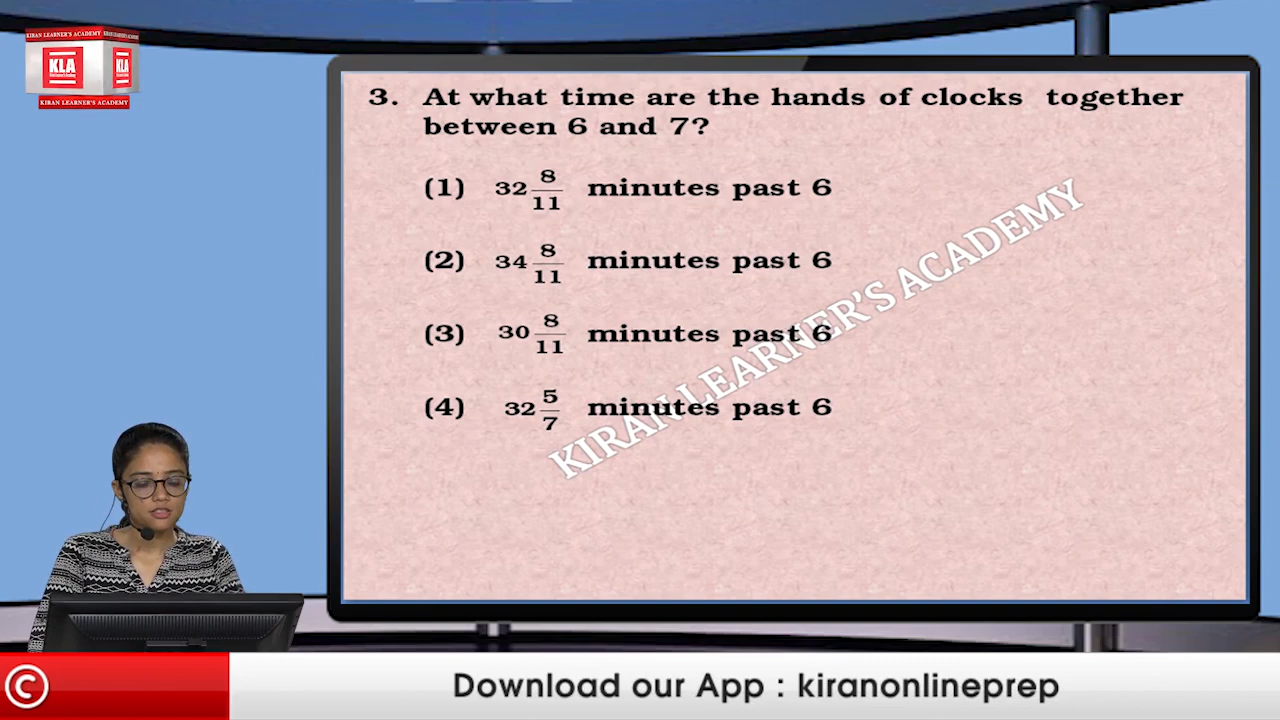 KIRAN LEARNER'S ACADEMY
KLA
KLA
KIRAN LEARNER'S ACADEMY
3. At what time are the hands of clocks together
between 6 and 7?
(1) 32 8/11 minutes past 6
(2) 34 8/11 minutes past 6
(3) 30 8/11 minutes past 6
(4) 32 5/7 minutes past 6
KIRAN LEARNER'S ACADEMY
©
Download our App : kiranonlineprep